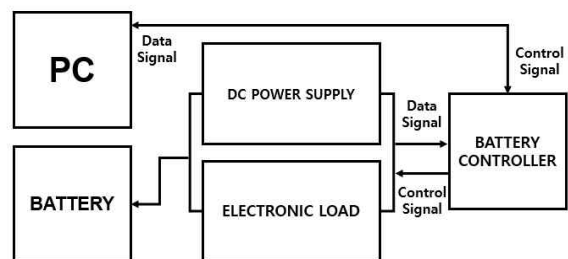 PC
Data
Signal
Control
Signal
DC POWER SUPPLY
Data
Signal
BATTERY
CONTROLLER
BATTERY
ELECTRONIC LOAD
Control
Signal